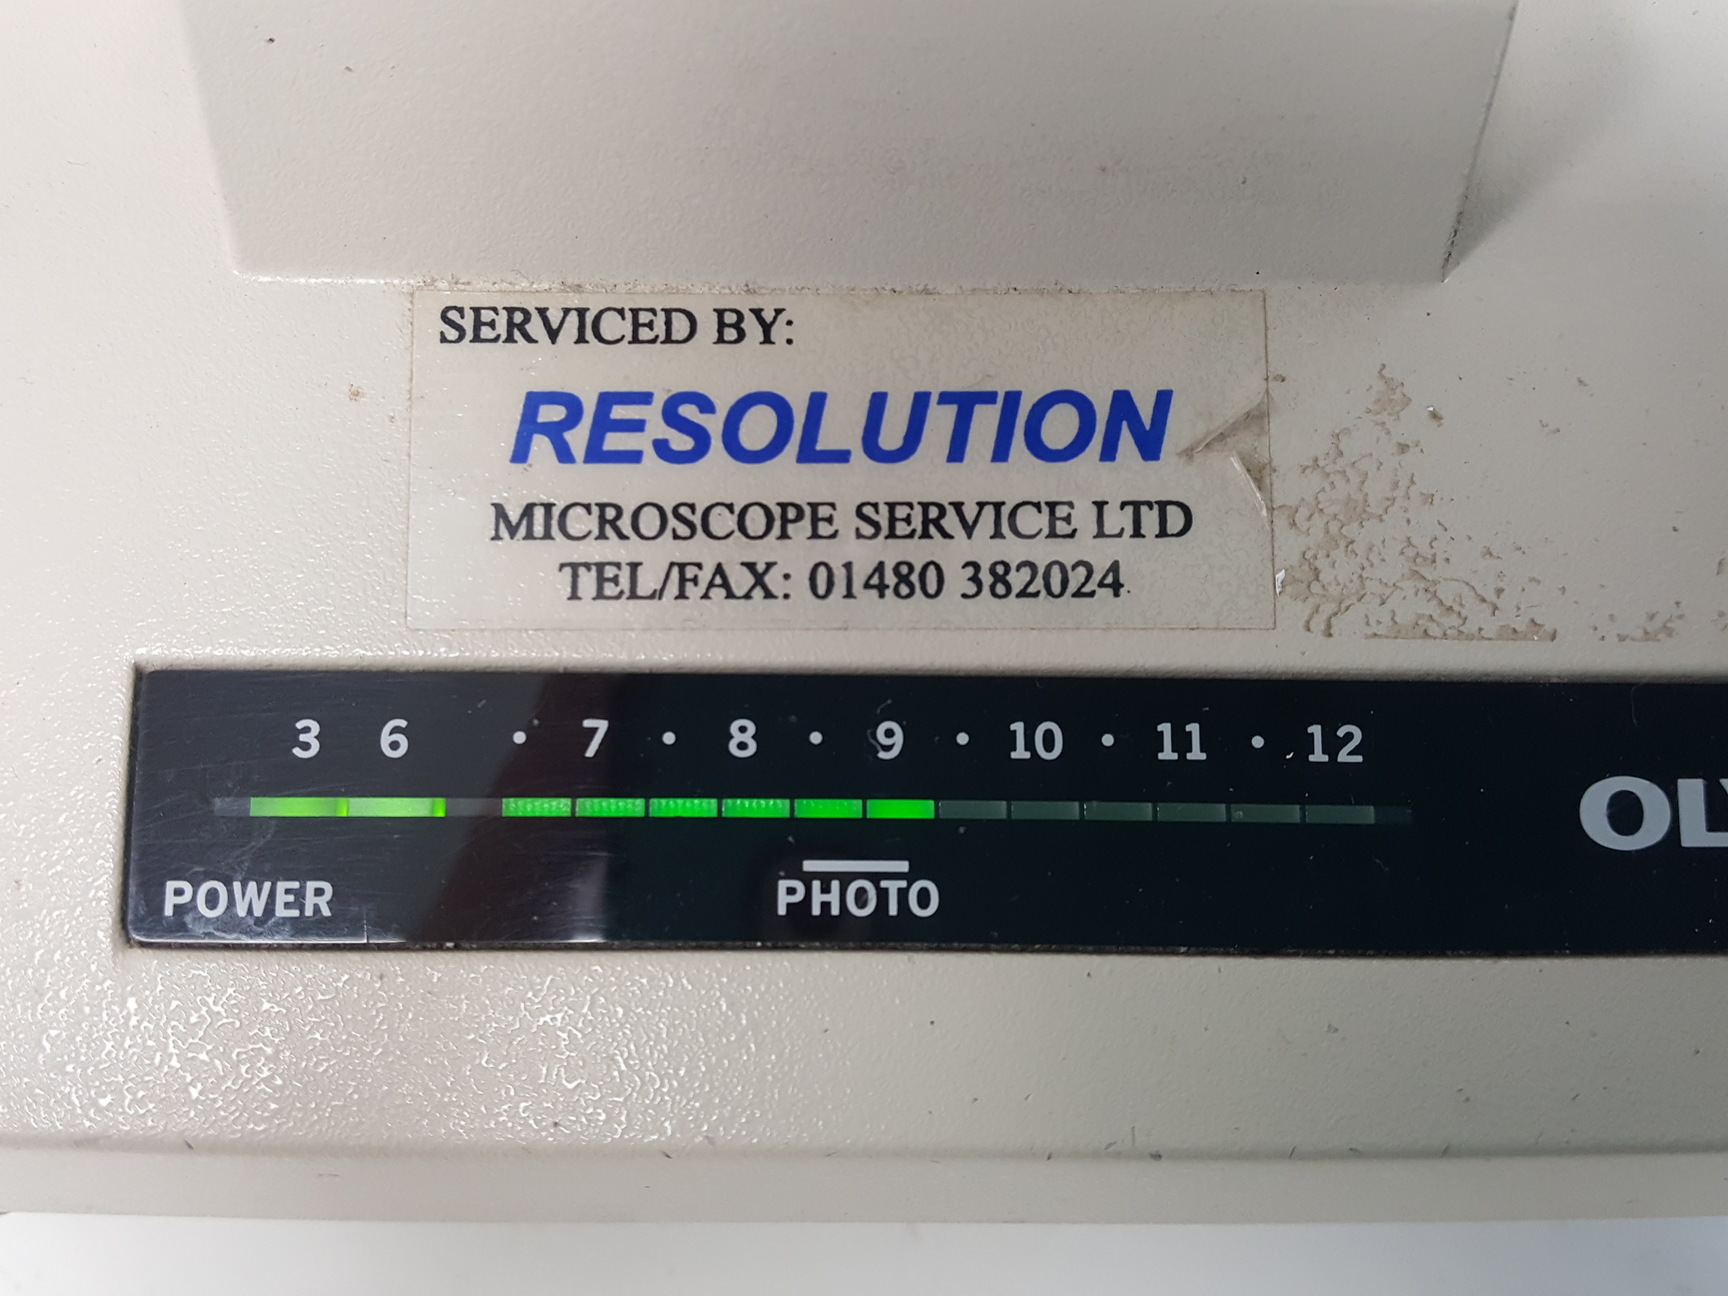 SERVICED BY:
RESOLUTION
MICROSCOPE SERVICE LTD
TEL/FAX: 01480 382024
3 6 • 7 • 8 • 9 • 10 • 11 • 12
POWER PHOTO